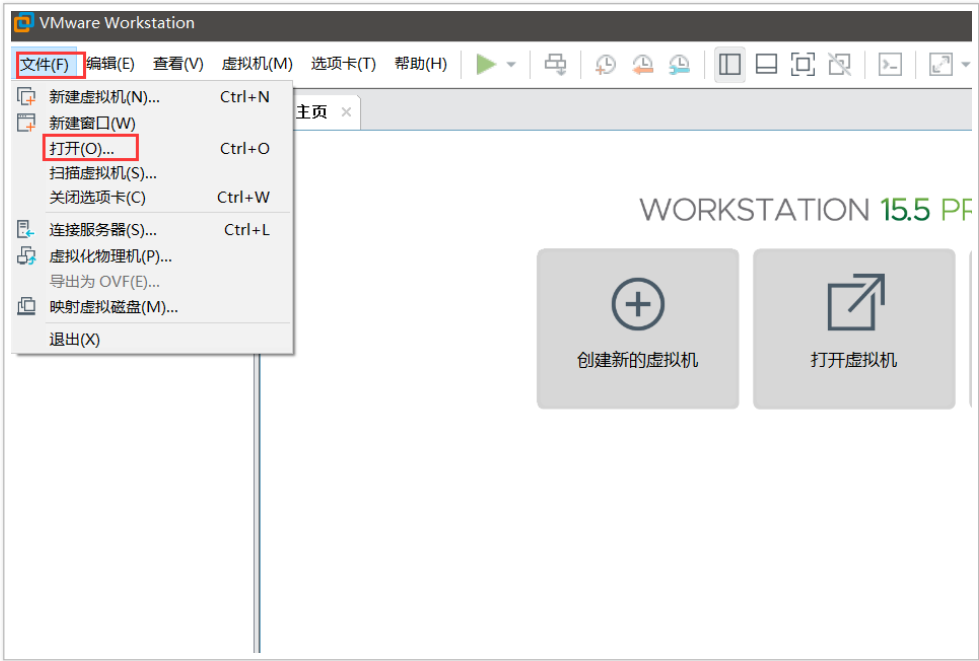 VMware Workstation
文件(F) 编辑(E) 查看(V) 虚拟机(M) 选项卡(T) 帮助(H)
新建虚拟机(N)... Ctrl+N
新建窗口(W)
打开(O)... Ctrl+O
扫描虚拟机(S)...
关闭选项卡(C) Ctrl+W
连接服务器(S)... Ctrl+L
虚拟化物理机(P)...
导出为 OVF(E)...
映射虚拟磁盘(M)...
退出(X)
主页
WORKSTATION 15.5 PR
创建新的虚拟机 打开虚拟机